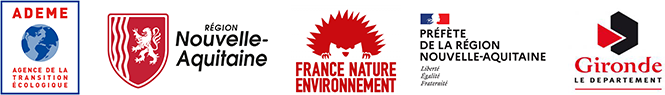 ADEME
AGENCE DE LA
TRANSITION
ÉCOLOGIQUE
RÉGION
Nouvelle-
Aquitaine
FRANCE NATURE
ENVIRONNEMENT
PRÉFÈTE
DE LA RÉGION
NOUVELLE-AQUITAINE
Liberté
Égalité
Fraternité
Gironde
LE DEPARTEMENT